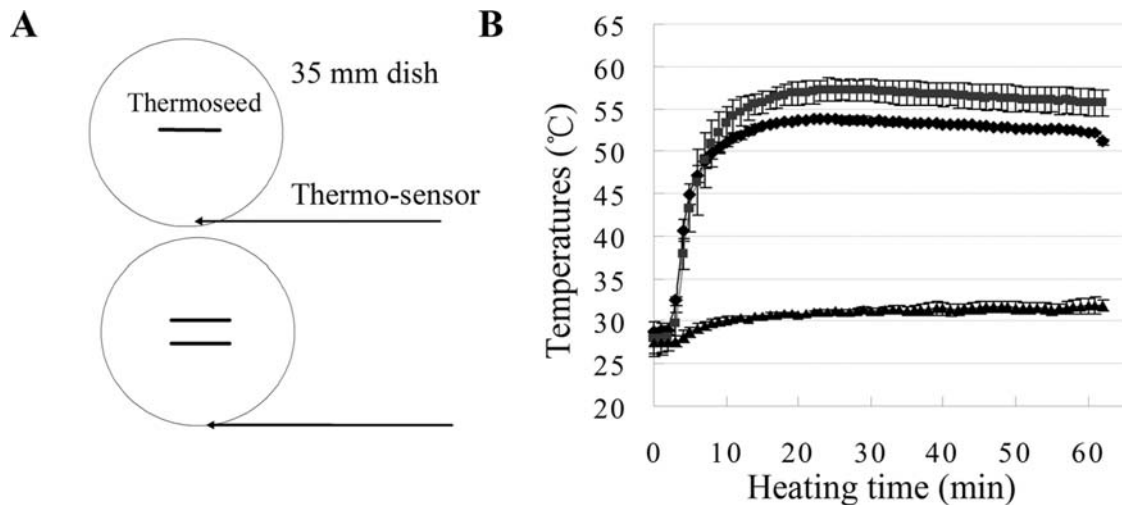 A
35 mm dish
Thermoseed
Thermo-sensor
B
Temperatures (℃)
65
60
55
50
45
40
35
30
25
20
0 10 20 30 40 50 60
Heating time (min)